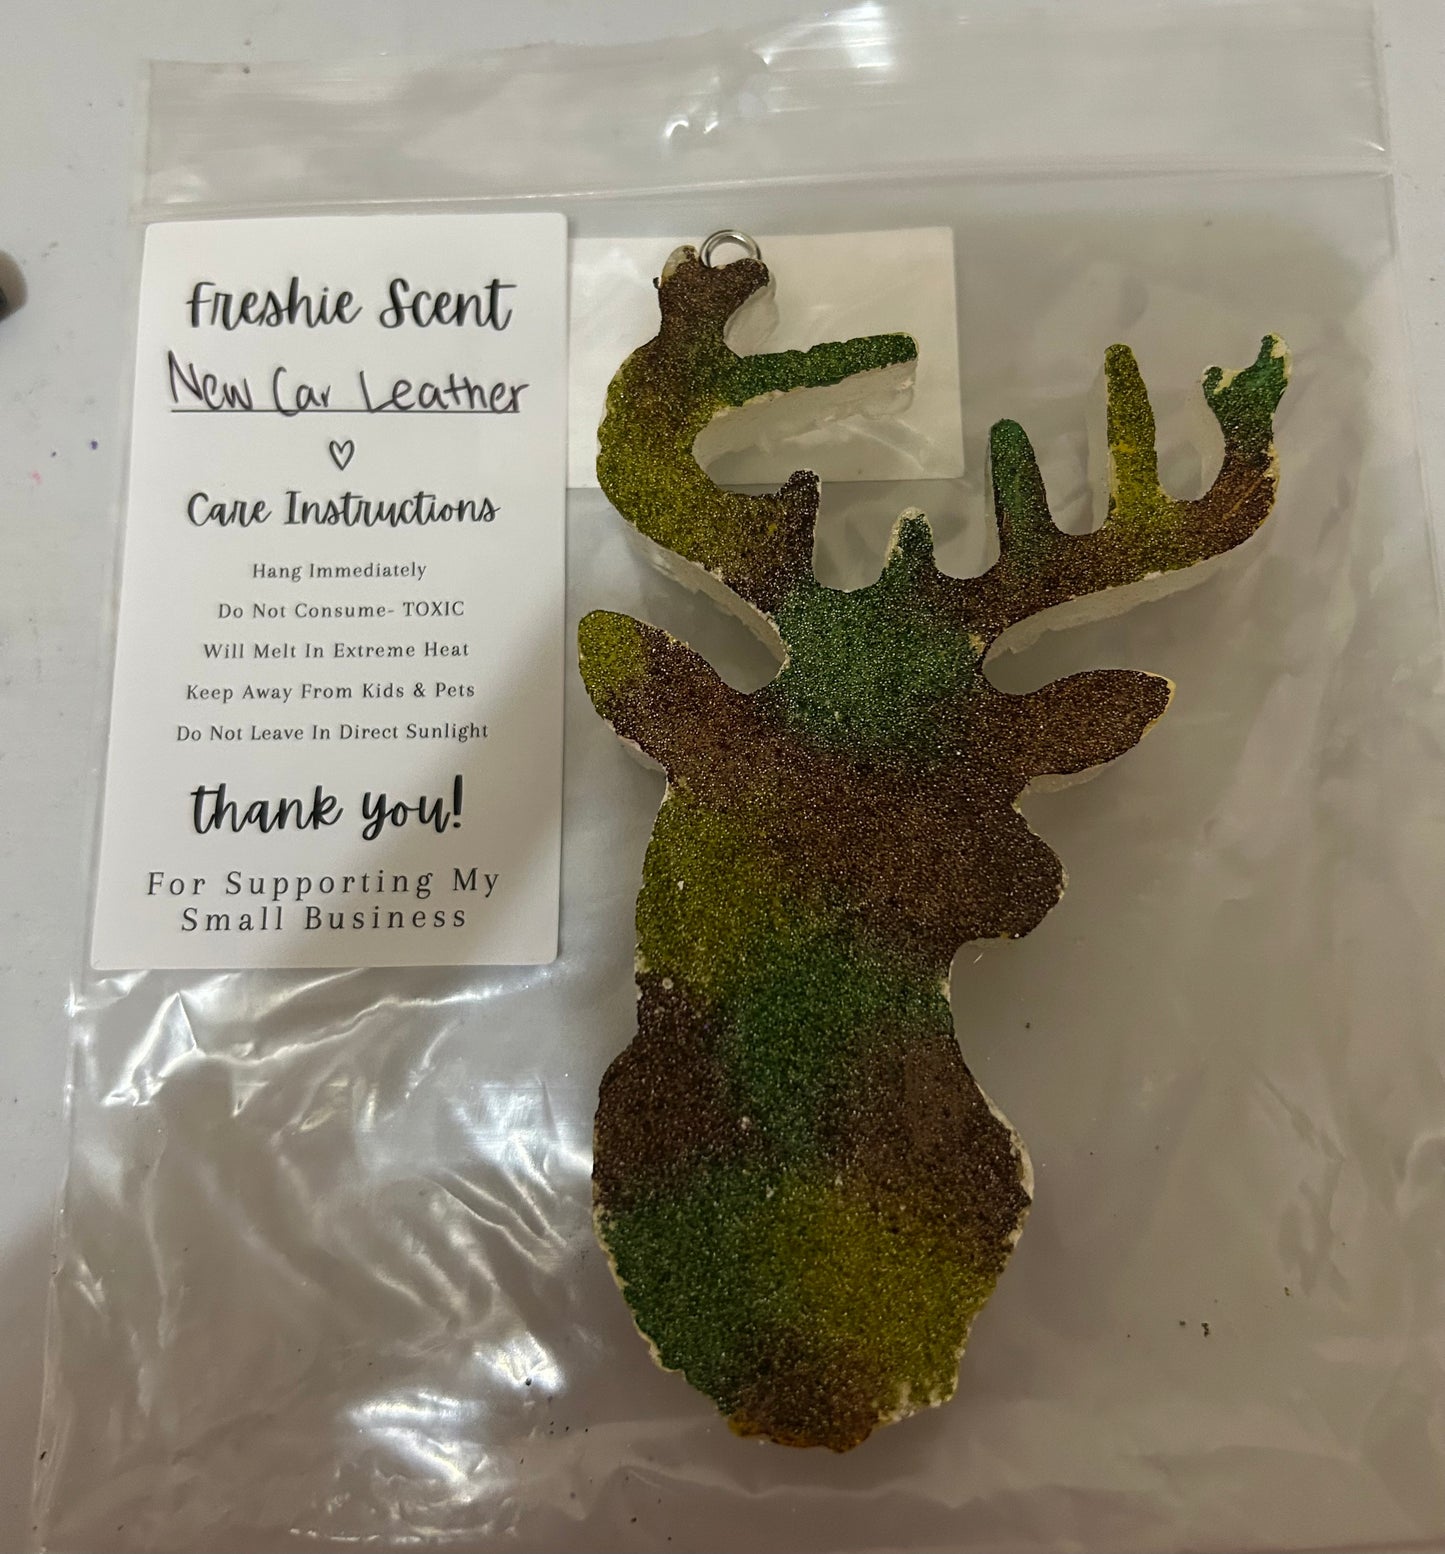 Freshie Scent
New Car Leather
Care Instructions
Hang Immediately
Do Not Consume- TOXIC
Will Melt In Extreme Heat
Keep Away From Kids & Pets
Do Not Leave In Direct Sunlight
thank you!
For Supporting My
Small Business